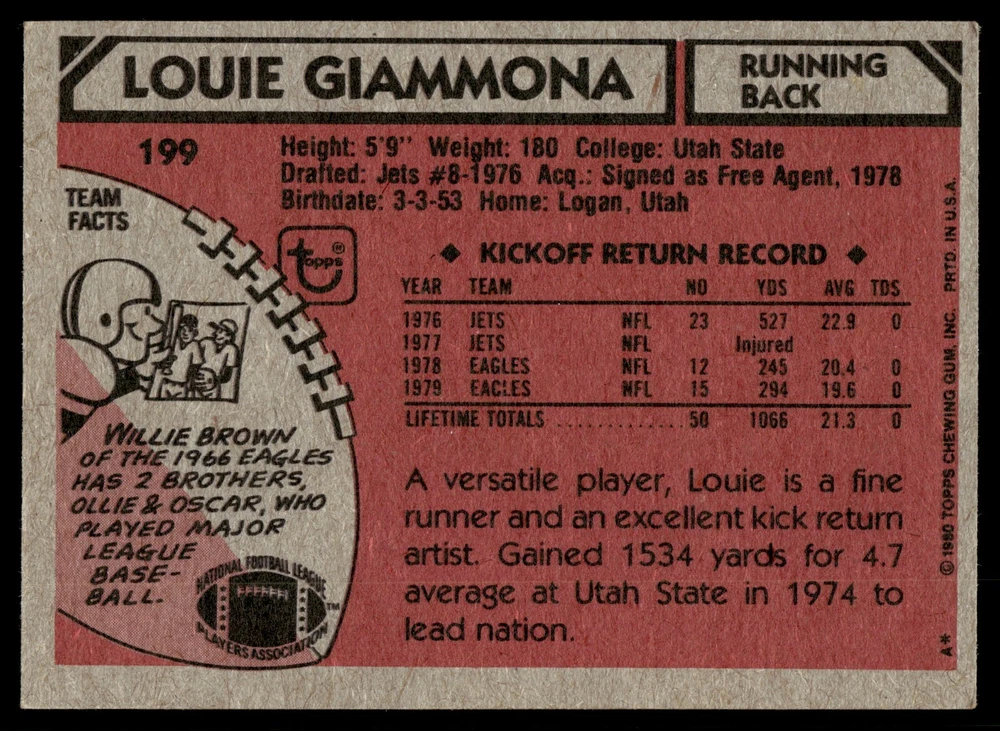 LOUIE GIAMMONA
RUNNING
BACK
199
Height: 5'9" Weight: 180 College: Utah State
Drafted: Jets #8-1976 Acq.: Signed as Free Agent, 1978
Birthdate: 3-3-53 Home: Logan, Utah
TEAM
FACTS
topps®
◆ KICKOFF RETURN RECORD ◆
YEAR TEAM NO YDS AVG TDS
1976 JETS NFL 23 527 22.9 0
1977 JETS NFL Injured
1978 EAGLES NFL 12 245 20.4 0
1979 EAGLES NFL 15 294 19.6 0
LIFETIME TOTALS ............. 50 1066 21.3 0
WILLIE BROWN
OF THE 1966 EAGLES
HAS 2 BROTHERS,
OLLIE & OSCAR, WHO
PLAYED MAJOR
LEAGUE
BASE-
BALL.
NATIONAL FOOTBALL LEAGUE
PLAYERS ASSOCIATION
TM
A versatile player, Louie is a fine
runner and an excellent kick return
artist. Gained 1534 yards for 4.7
average at Utah State in 1974 to
lead nation.
© 1980 TOPPS CHEWING GUM, INC. PRTD. IN U.S.A.
A*